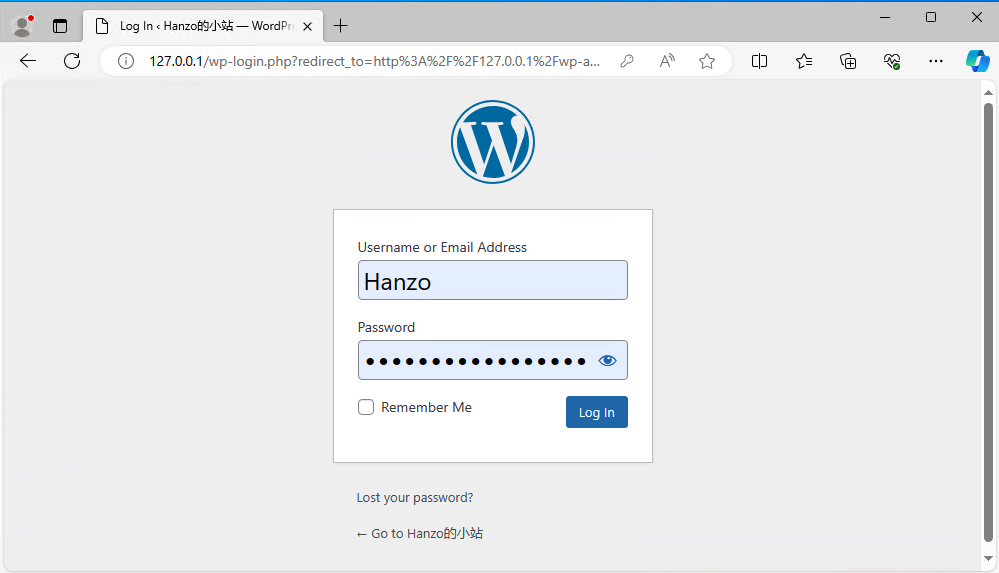 Log In ‹ Hanzo的小站 — WordPr
127.0.0.1/wp-login.php?redirect_to=http%3A%2F%2F127.0.0.1%2Fwp-a...
Username or Email Address
Hanzo
Password
Remember Me
Log In
Lost your password?
← Go to Hanzo的小站